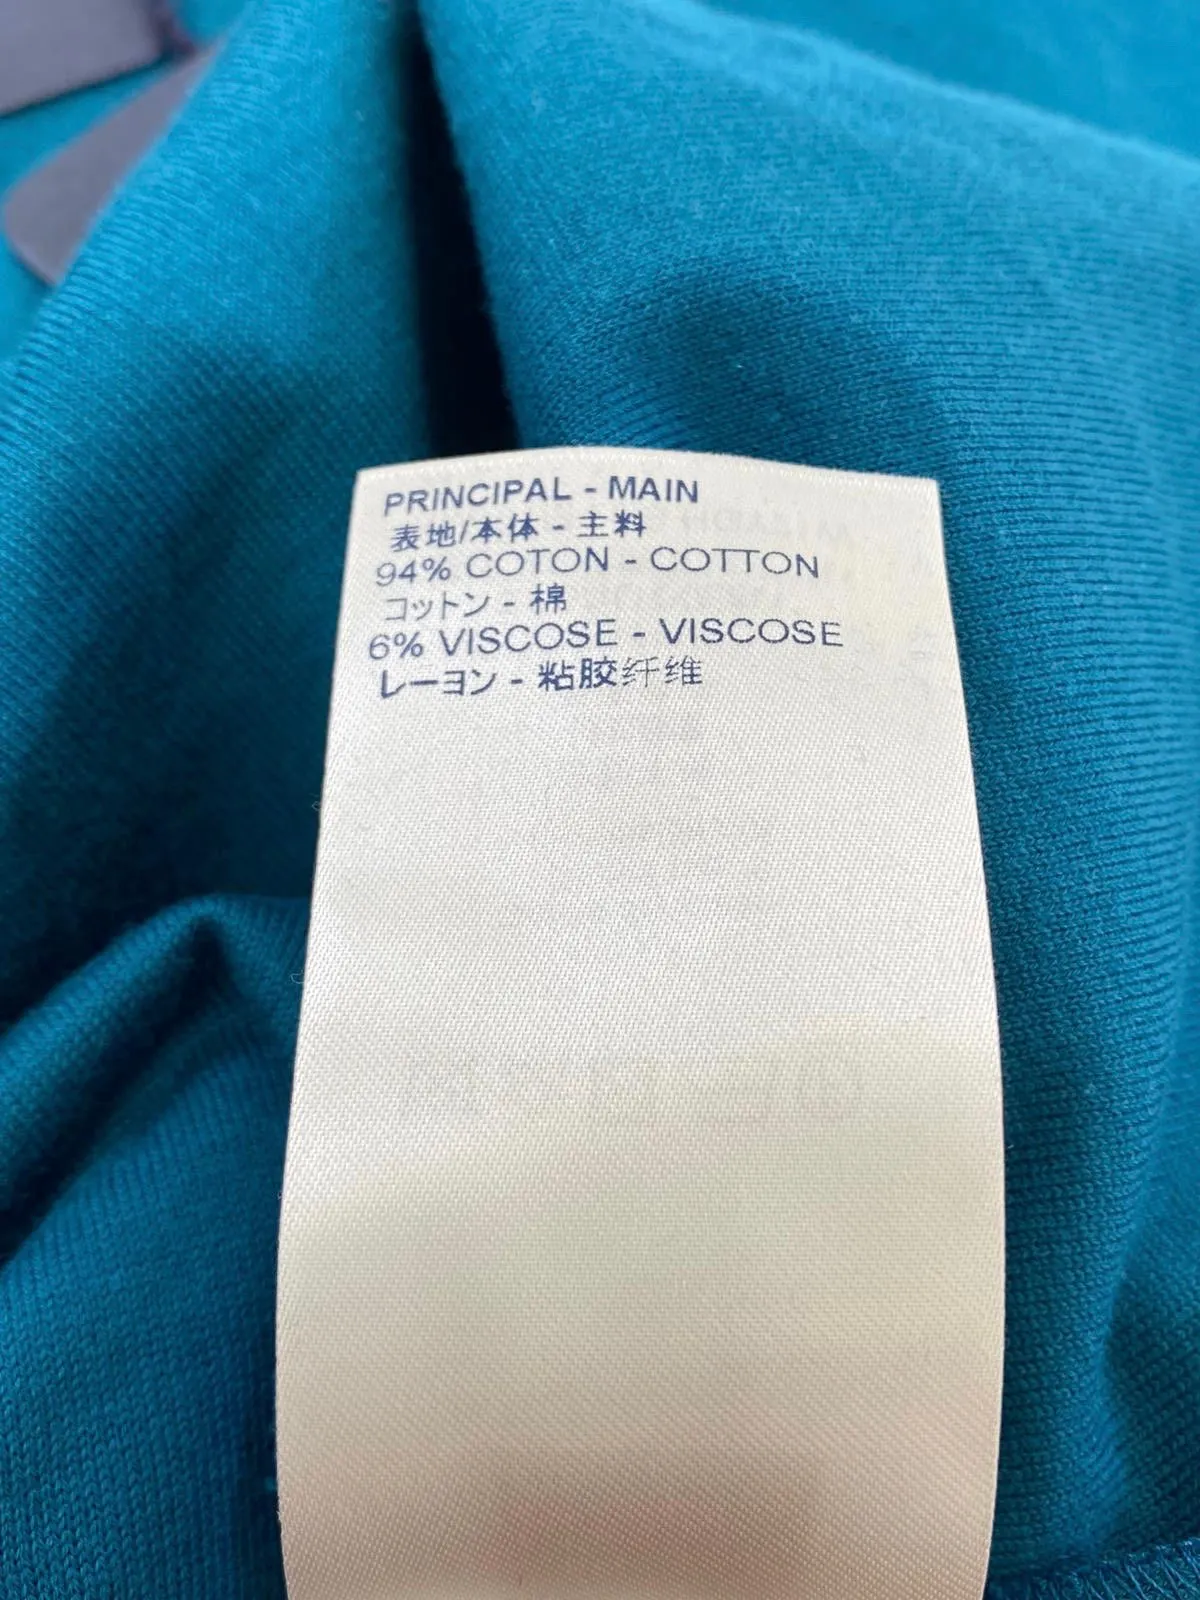 PRINCIPAL - MAIN
表地/本体 - 主料
94% COTON - COTTON
コットン - 棉
6% VISCOSE - VISCOSE
レーヨン - 粘胶纤维